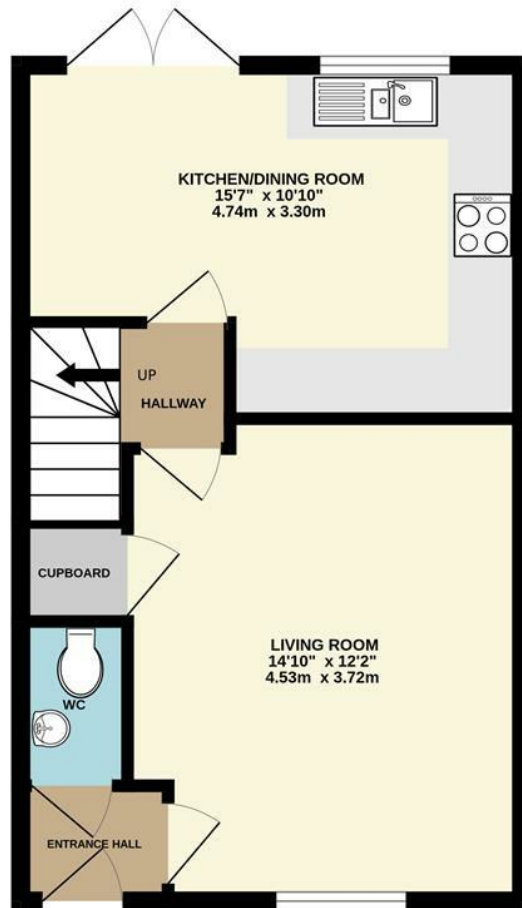 KITCHEN/DINING ROOM
15'7" x 10'10"
4.74m x 3.30m
UP
HALLWAY
CUPBOARD
LIVING ROOM
14'10" x 12'2"
4.53m x 3.72m
WC
ENTRANCE HALL